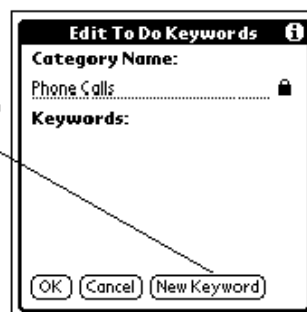 Edit To Do Keywords i
Category Name:
Phone Calls
Keywords:
OK Cancel New Keyword